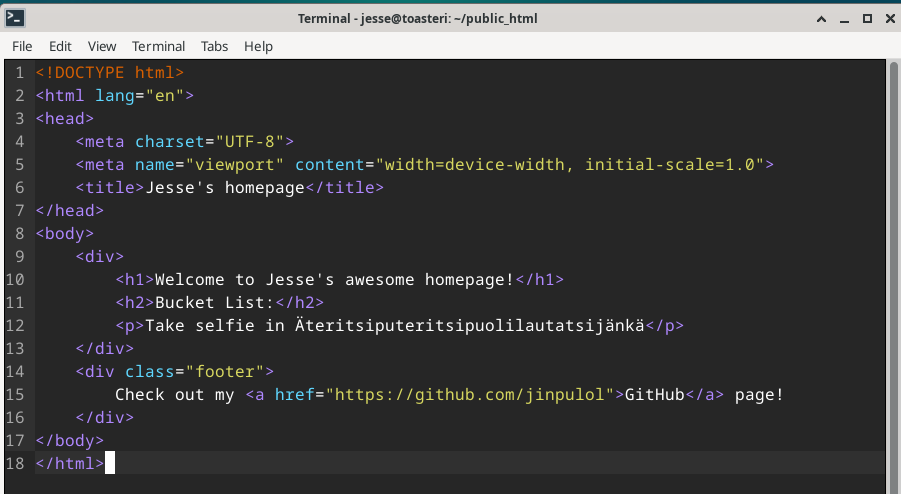 Terminal - jesse@toasteri: ~/public_html
File Edit View Terminal Tabs Help
1 <!DOCTYPE html>
2 <html lang="en">
3 <head>
4     <meta charset="UTF-8">
5     <meta name="viewport" content="width=device-width, initial-scale=1.0">
6     <title>Jesse's homepage</title>
7 </head>
8 <body>
9     <div>
10         <h1>Welcome to Jesse's awesome homepage!</h1>
11         <h2>Bucket List:</h2>
12         <p>Take selfie in Äteritsiputeritsipuolilautatsijänkä</p>
13     </div>
14     <div class="footer">
15         Check out my <a href="https://github.com/jinpulol">GitHub</a> page!
16     </div>
17 </body>
18 </html>